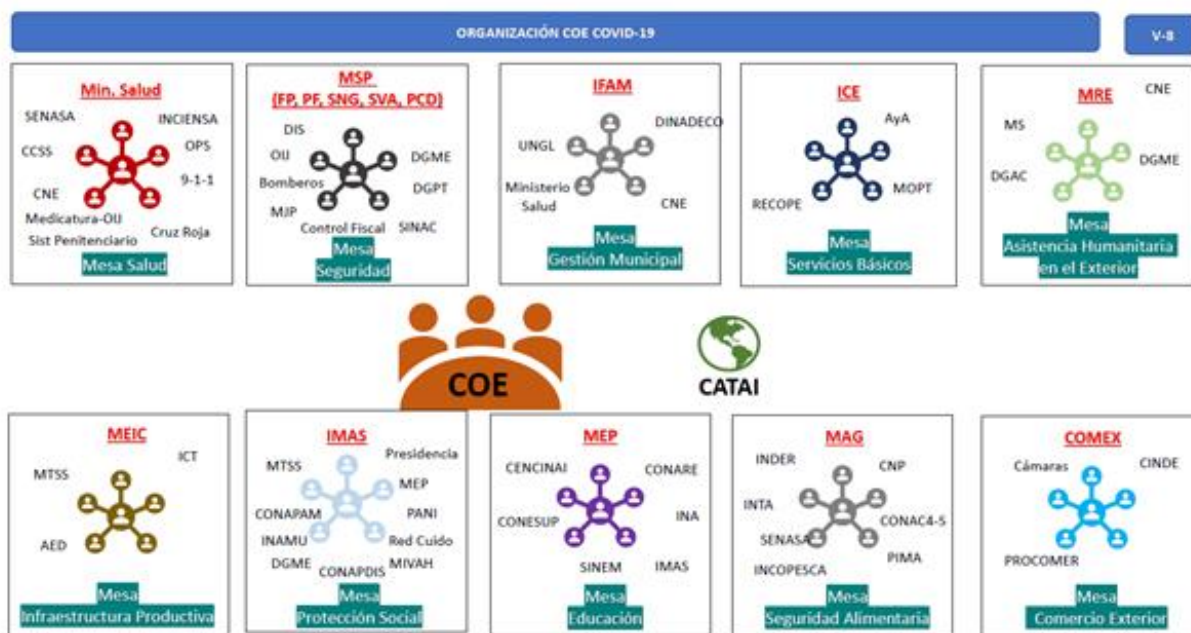 ORGANIZACIÓN COE COVID-19
V-8
Min. Salud
SENASA
INCIENSA
CCSS
OPS
9-1-1
CNE
Medicatura-OIJ
Sist Penitenciario
Cruz Roja
Mesa Salud
MSP
(FP, PF, SNG, SVA, PCD)
DIS
OIJ
DGME
Bomberos
DGPT
MJP
Control Fiscal
SINAC
Mesa
Seguridad
IFAM
DINADECO
UNGL
Ministerio
Salud
CNE
Mesa
Gestión Municipal
ICE
AyA
MOPT
RECOPE
Mesa
Servicios Básicos
CNE
MRE
MS
DGME
DGAC
Mesa
Asistencia Humanitaria
en el Exterior
COE
CATAI
MEIC
ICT
MTSS
AED
Mesa
Infraestructura Productiva
IMAS
Presidencia
MTSS
MEP
CONAPAM
PANI
INAMU
Red Cuido
DGME
MIVAH
CONAPDIS
Mesa
Protección Social
MEP
CENCINAI
CONARE
CONESUP
INA
SINEM
IMAS
Mesa
Educación
MAG
INDER
CNP
INTA
CONAC4-S
SENASA
PIMA
INCOPESCA
Mesa
Seguridad Alimentaria
COMEX
Cámaras
CINDE
PROCOMER
Mesa
Comercio Exterior